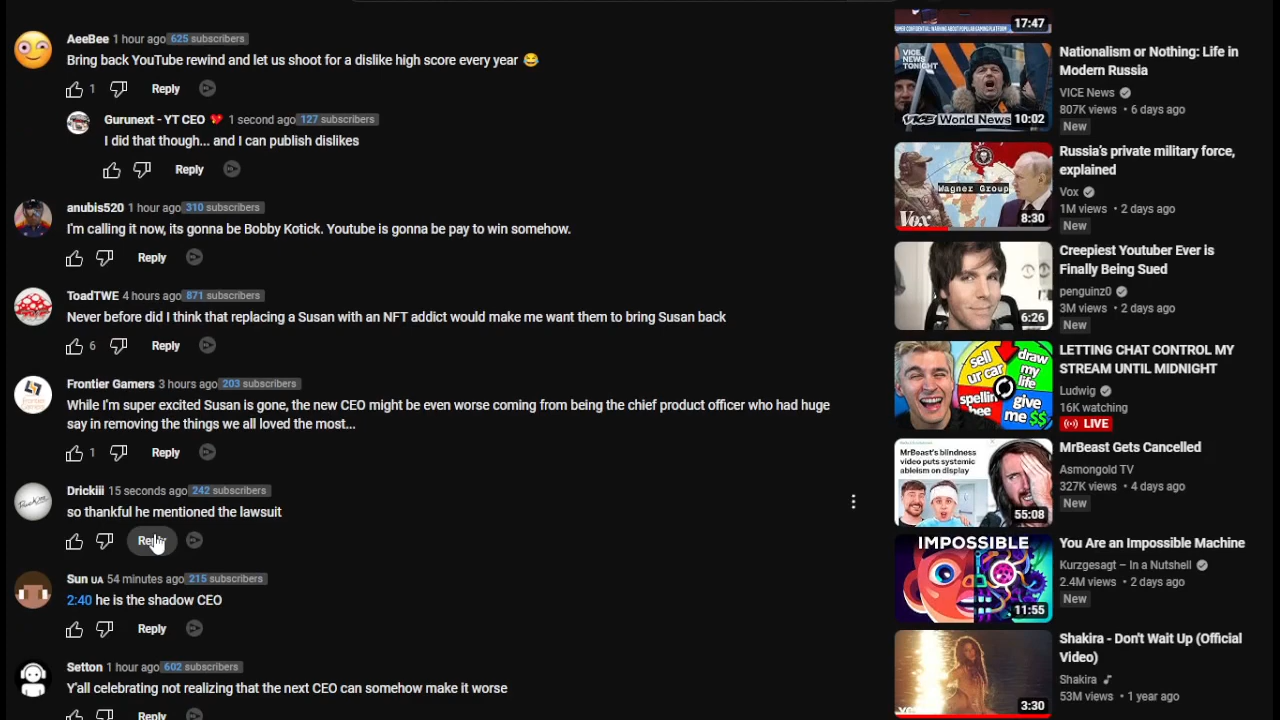 AeeBee 1 hour ago 625 subscribers
Bring back YouTube rewind and let us shoot for a dislike high score every year 😂
1 Reply
Gurunext - YT CEO 💔 1 second ago 127 subscribers
I did that though... and I can publish dislikes
Reply
anubis520 1 hour ago 310 subscribers
I'm calling it now, its gonna be Bobby Kotick. Youtube is gonna be pay to win somehow.
Reply
ToadTWE 4 hours ago 871 subscribers
Never before did I think that replacing a Susan with an NFT addict would make me want them to bring Susan back
6 Reply
Frontier Gamers 3 hours ago 203 subscribers
While I'm super excited Susan is gone, the new CEO might be even worse coming from being the chief product officer who had huge
say in removing the things we all loved the most...
1 Reply
Drickiii 15 seconds ago 242 subscribers
so thankful he mentioned the lawsuit
Reply
Sun UA 54 minutes ago 215 subscribers
2:40 he is the shadow CEO
Reply
Setton 1 hour ago 602 subscribers
Y'all celebrating not realizing that the next CEO can somehow make it worse
Reply
17:47
VICE
NEWS
TONIGHT
VICE World News
10:02
Nationalism or Nothing: Life in
Modern Russia
VICE News
807K views • 6 days ago
New
Wagner Group
Vox
8:30
Russia's private military force,
explained
Vox
1M views • 2 days ago
New
6:26
Creepiest Youtuber Ever is
Finally Being Sued
penguinz0
3M views • 2 days ago
New
sell
ur car
draw
my
life
spellin
bee
give
me $$
LETTING CHAT CONTROL MY
STREAM UNTIL MIDNIGHT
Ludwig
16K watching
LIVE
MrBeast's blindness
video puts systemic
ableism on display
55:08
MrBeast Gets Cancelled
Asmongold TV
327K views • 4 days ago
New
IMPOSSIBLE
11:55
You Are an Impossible Machine
Kurzgesagt – In a Nutshell
2.4M views • 2 days ago
New
3:30
Shakira - Don't Wait Up (Official
Video)
Shakira
53M views • 1 year ago